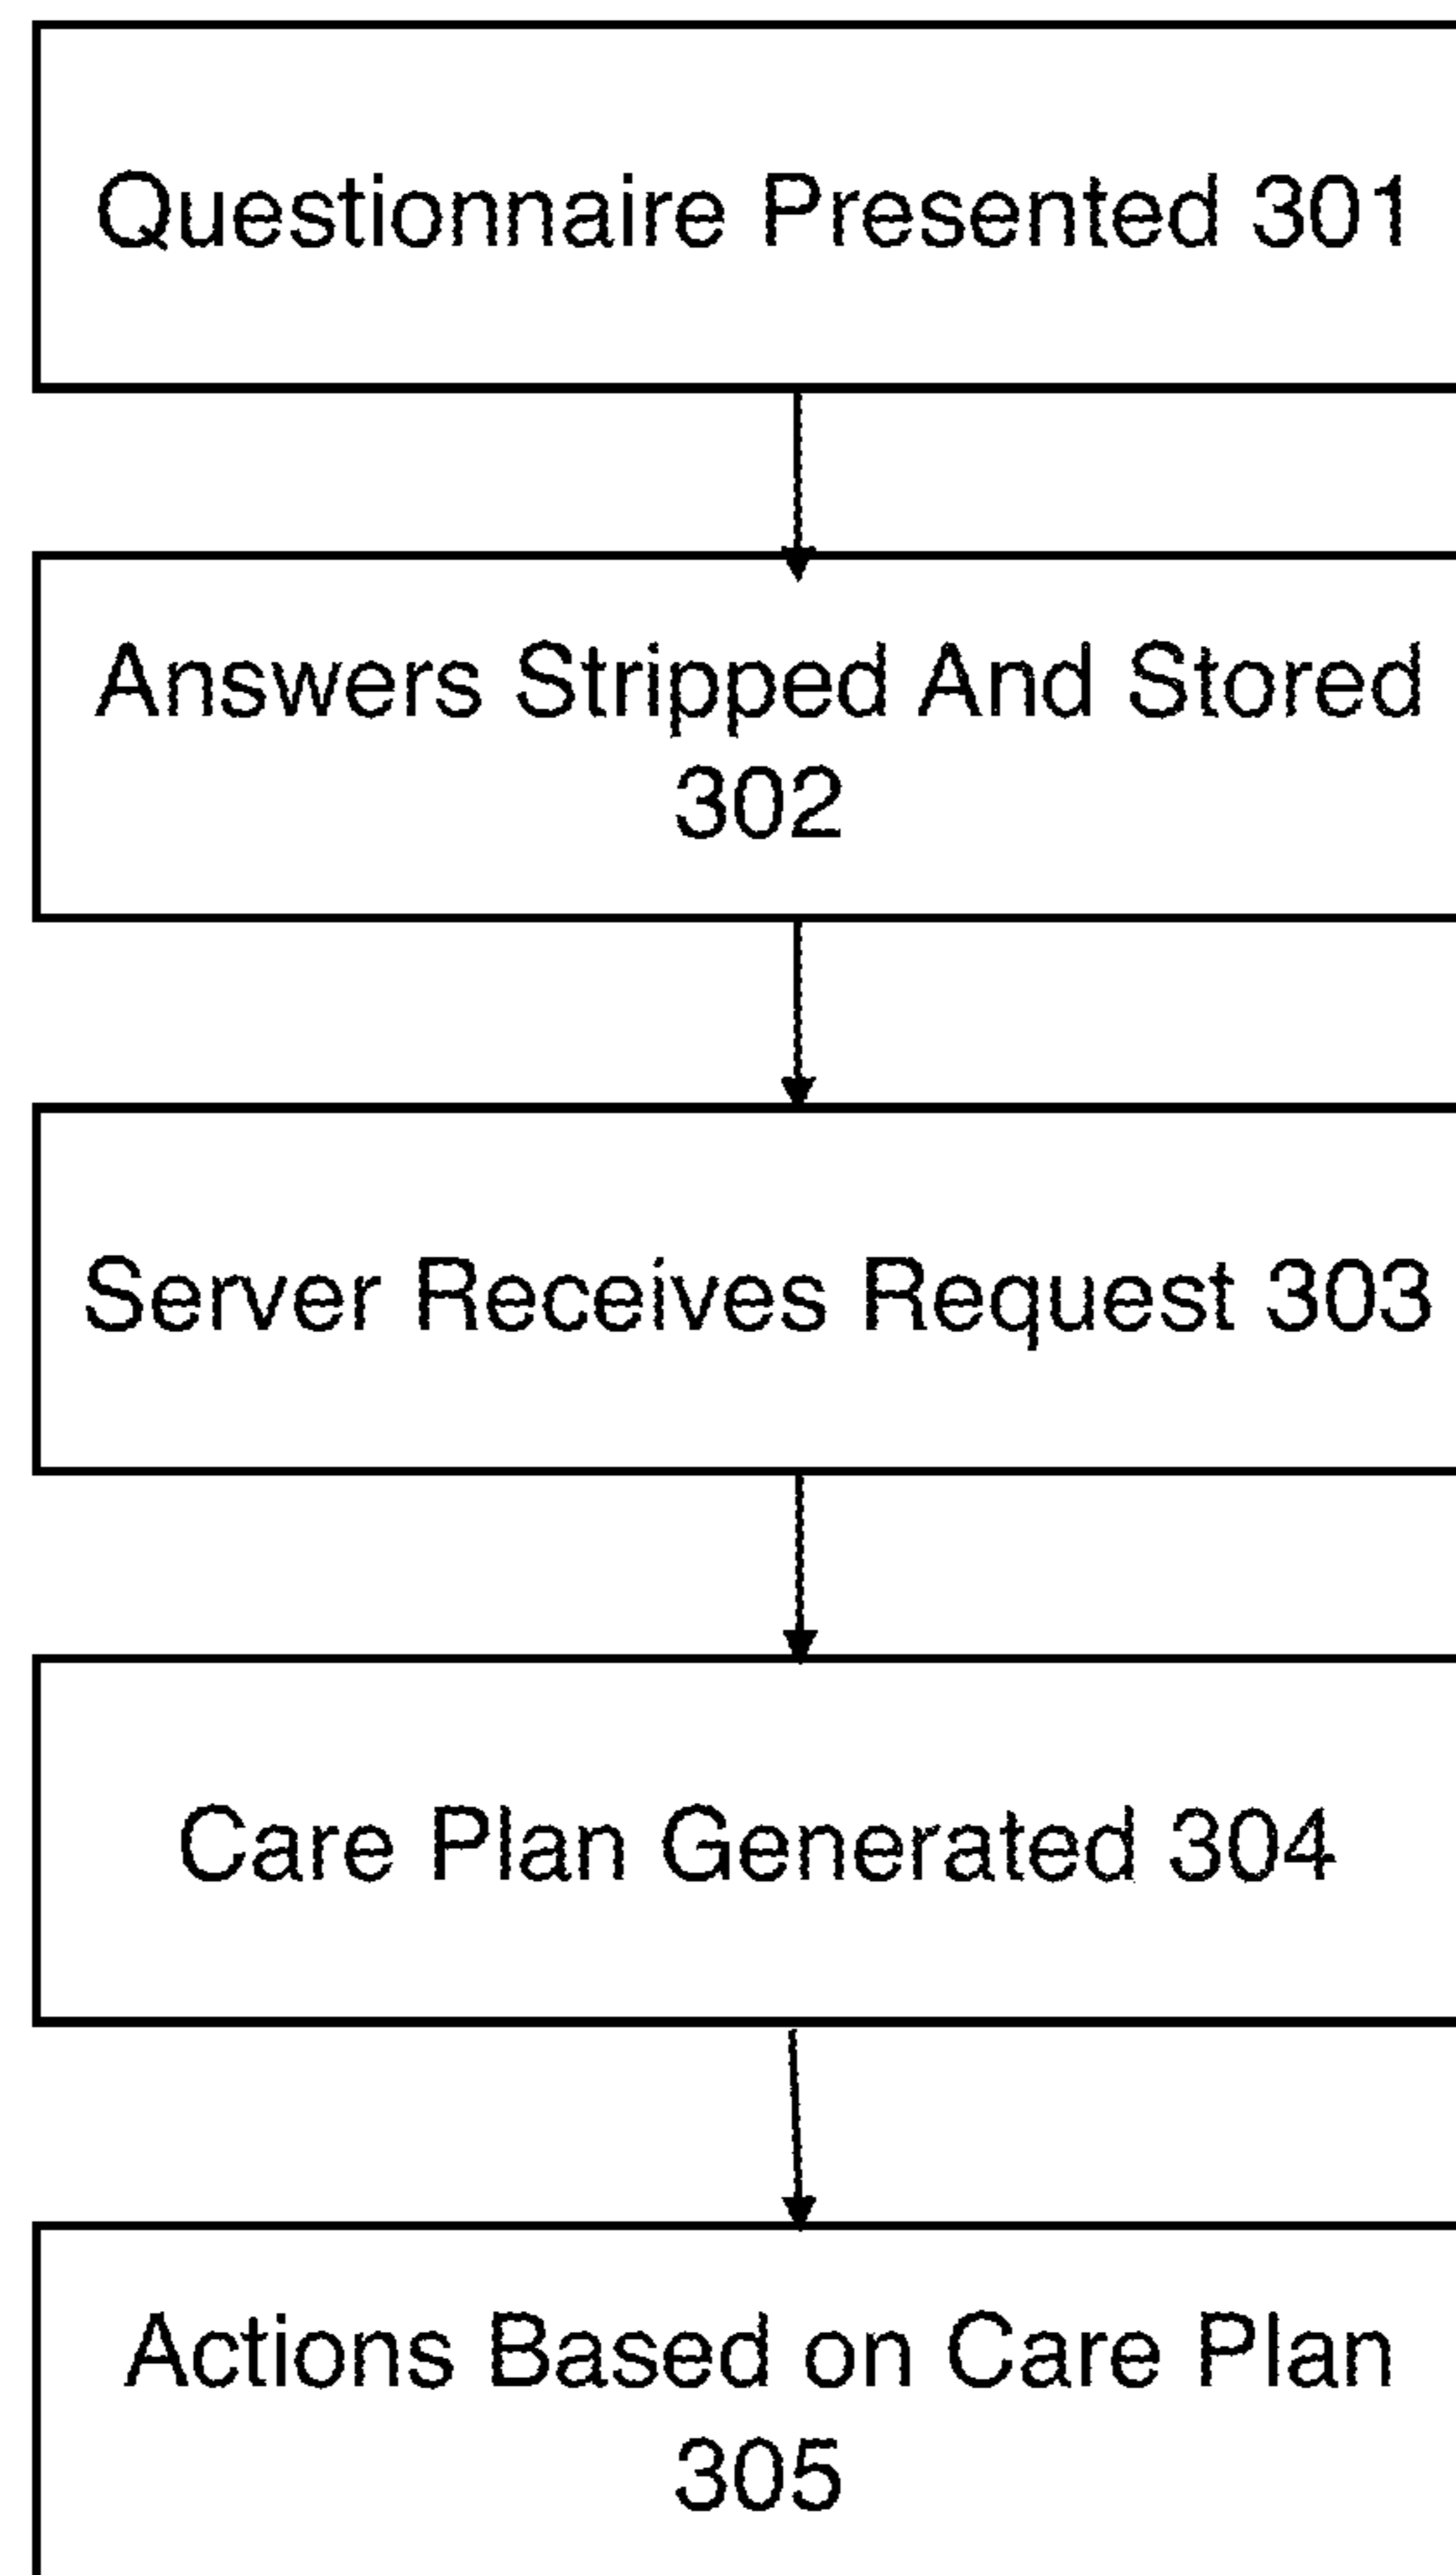 Questionnaire Presented 301
Answers Stripped And Stored
302
Server Receives Request 303
Care Plan Generated 304
Actions Based on Care Plan
305